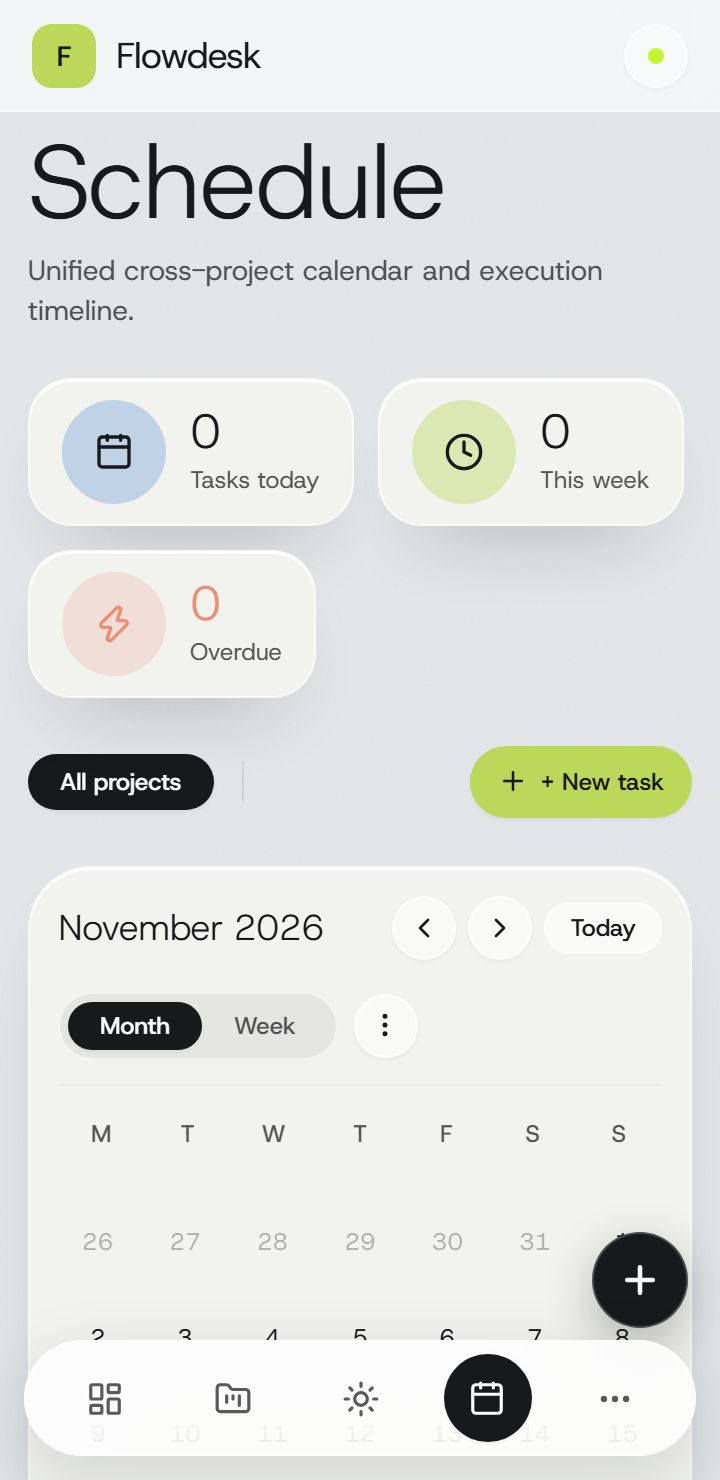 F Flowdesk
Schedule
Unified cross-project calendar and execution
timeline.
0
Tasks today
0
This week
0
Overdue
All projects
+ New task
November 2026
Today
Month Week
M T W T F S S
26 27 28 29 30 31
2 3 4 5 6 7 8
9 10 11 12 13 14 15